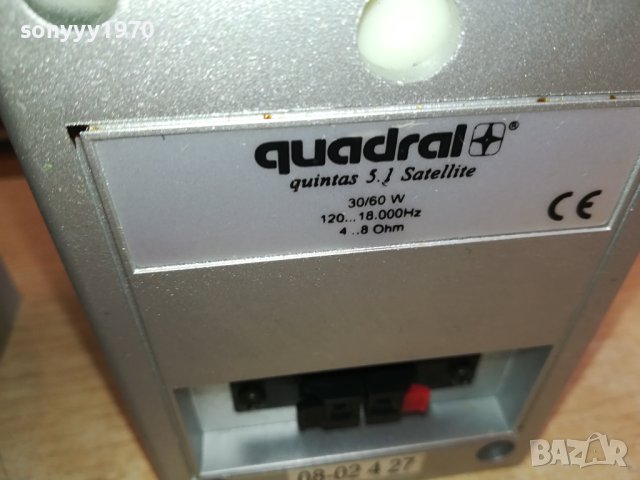 sonyyy1970
quadral®
quintas 5.1 Satellite
30/60 W
120...18.000Hz
4..8 Ohm
CE
08-02 4 27
BAZAR
.bg